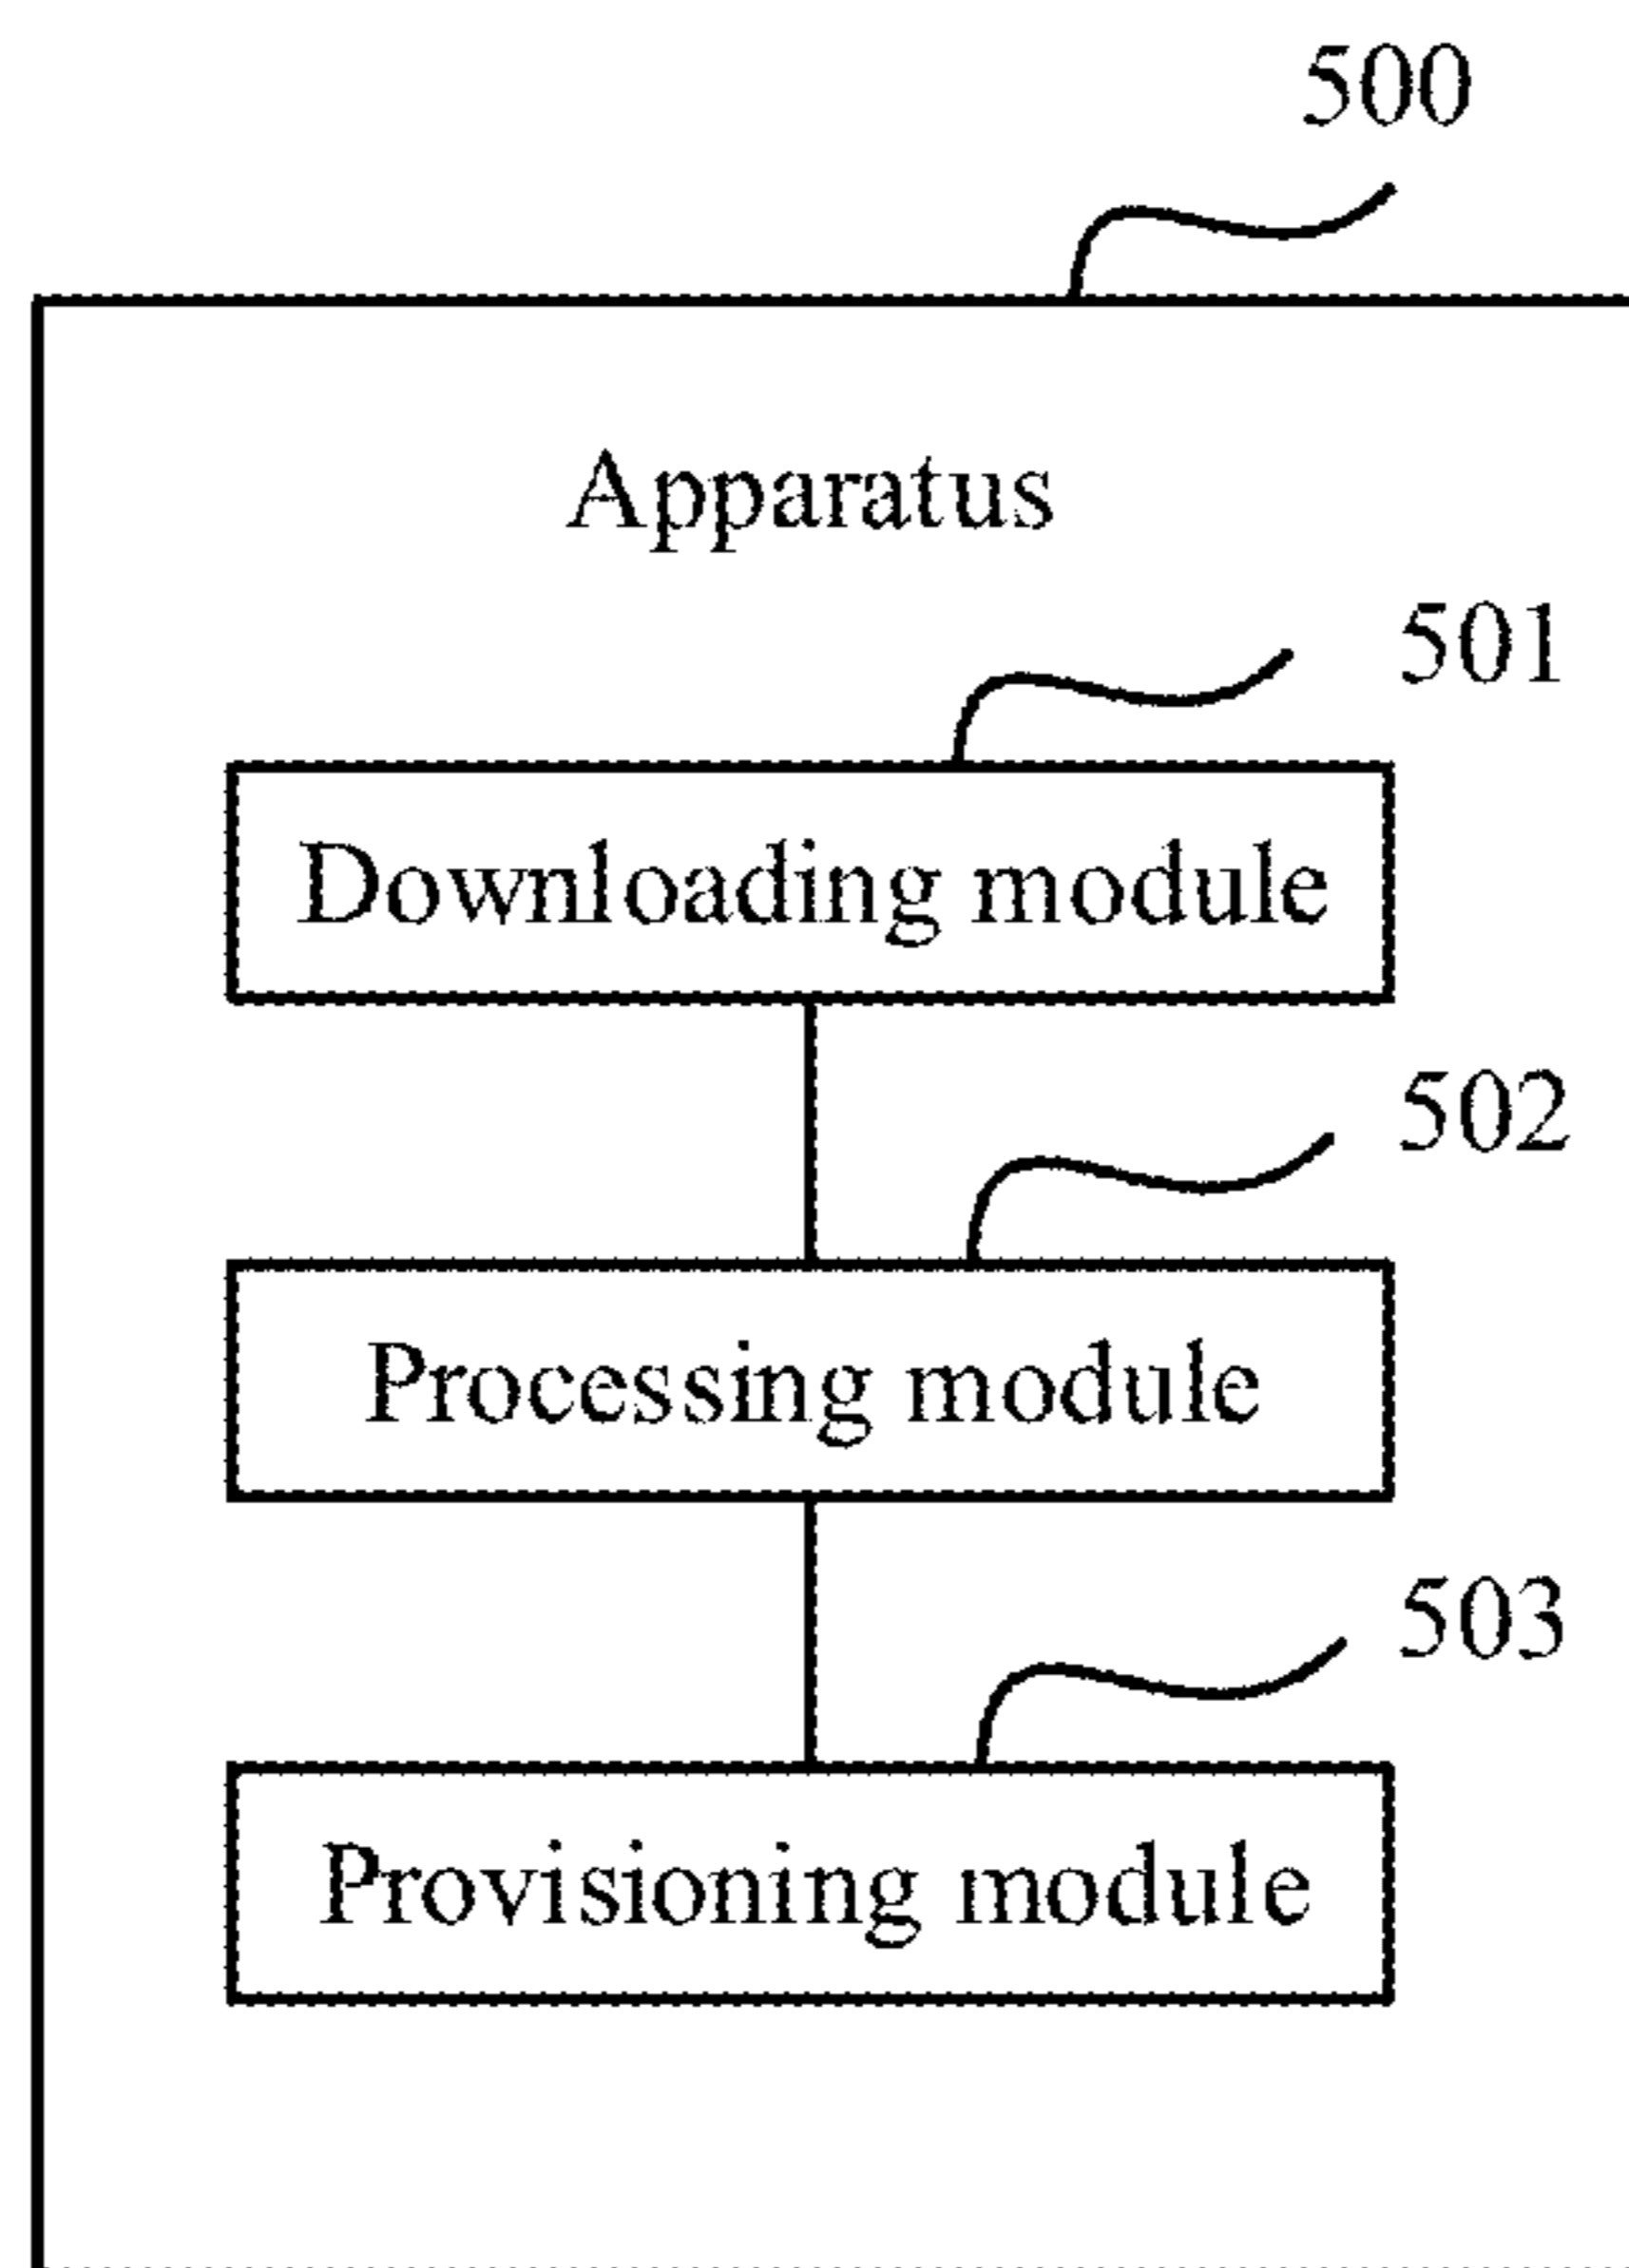 500
Apparatus
501
Downloading module
502
Processing module
503
Provisioning module